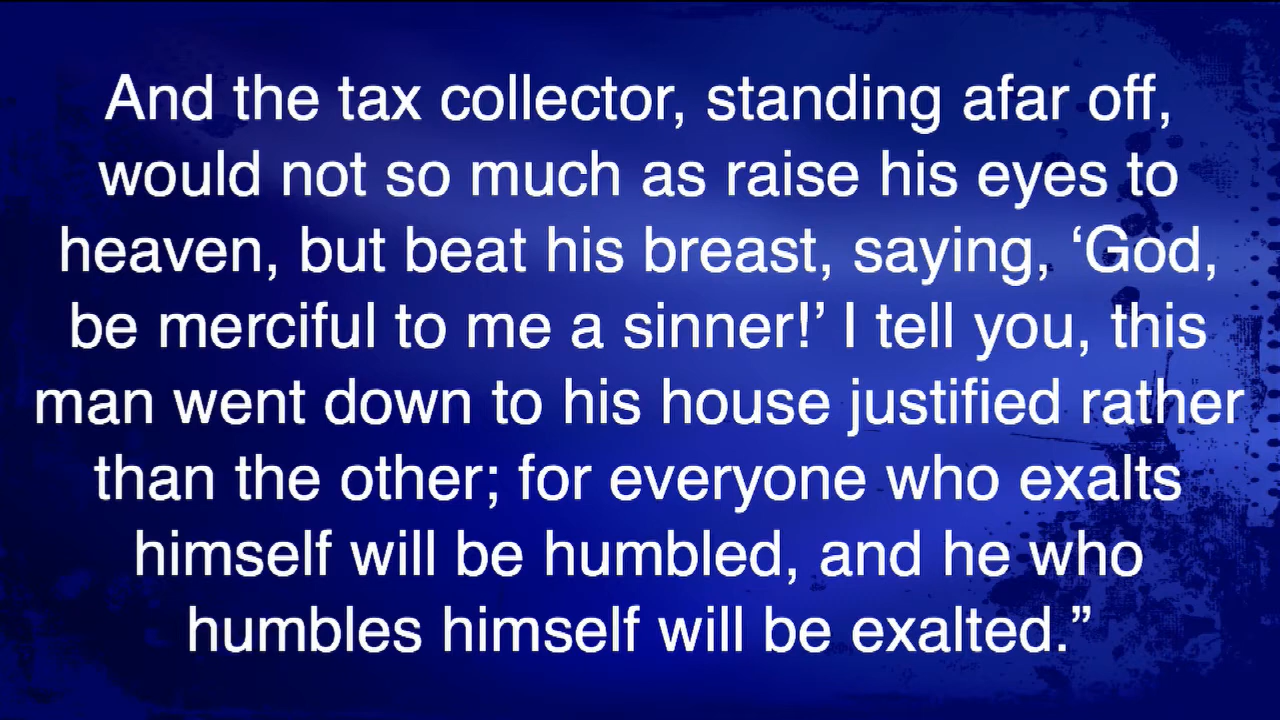 And the tax collector, standing afar off,
would not so much as raise his eyes to
heaven, but beat his breast, saying, ‘God,
be merciful to me a sinner!’ I tell you, this
man went down to his house justified rather
than the other; for everyone who exalts
himself will be humbled, and he who
humbles himself will be exalted.”